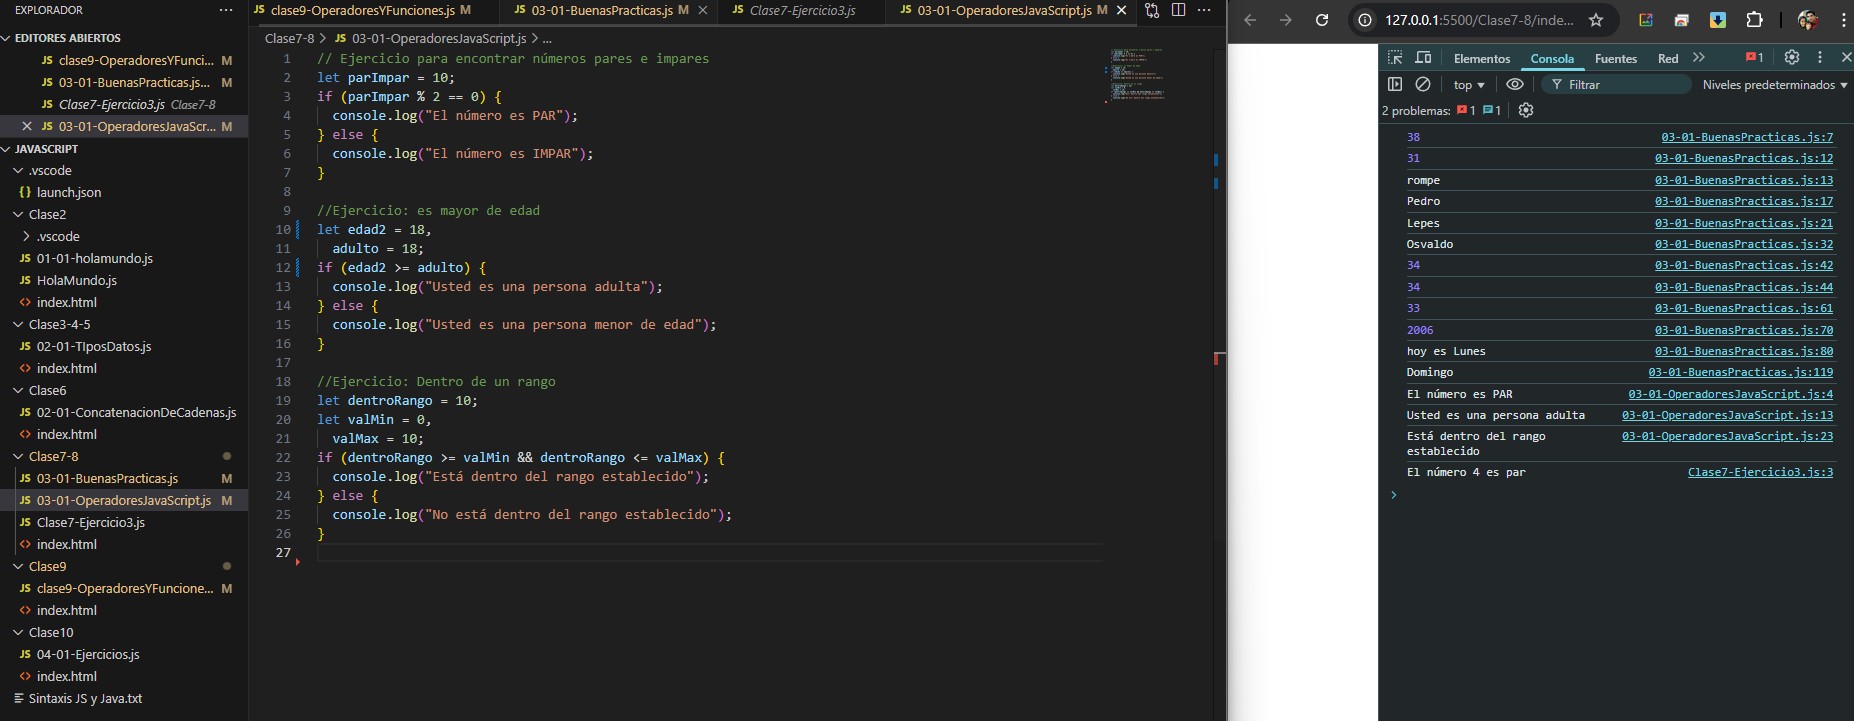 EXPLORADOR
EDITORES ABIERTOS
JS clase9-OperadoresYFunci... M
JS 03-01-BuenasPracticas.js... M
JS Clase7-Ejercicio3.js Clase7-8
JS 03-01-OperadoresJavaScr... M
JAVASCRIPT
.vscode
{} launch.json
Clase2
.vscode
JS 01-01-holamundo.js
JS HolaMundo.js
<> index.html
Clase3-4-5
JS 02-01-TIposDatos.js
<> index.html
Clase6
JS 02-01-ConcatenacionDeCadenas.js
<> index.html
Clase7-8
JS 03-01-BuenasPracticas.js M
JS 03-01-OperadoresJavaScript.js M
JS Clase7-Ejercicio3.js
<> index.html
Clase9
JS clase9-OperadoresYFuncione... M
<> index.html
Clase10
JS 04-01-Ejercicios.js
<> index.html
Sintaxis JS y Java.txt
JS clase9-OperadoresYFunciones.js M
JS 03-01-BuenasPracticas.js M
JS Clase7-Ejercicio3.js
JS 03-01-OperadoresJavaScript.js M
Clase7-8 > JS 03-01-OperadoresJavaScript.js > ...
1 // Ejercicio para encontrar números pares e impares
2 let parImpar = 10;
3 if (parImpar % 2 == 0) {
4 console.log("El número es PAR");
5 } else {
6 console.log("El número es IMPAR");
7 }
8
9 //Ejercicio: es mayor de edad
10 let edad2 = 18,
11 adulto = 18;
12 if (edad2 >= adulto) {
13 console.log("Usted es una persona adulta");
14 } else {
15 console.log("Usted es una persona menor de edad");
16 }
17
18 //Ejercicio: Dentro de un rango
19 let dentroRango = 10;
20 let valMin = 0,
21 valMax = 10;
22 if (dentroRango >= valMin && dentroRango <= valMax) {
23 console.log("Está dentro del rango establecido");
24 } else {
25 console.log("No está dentro del rango establecido");
26 }
27
127.0.0.1:5500/Clase7-8/inde...
Elementos Consola Fuentes Red 1
top Filtrar Niveles predeterminados
2 problemas: 1 1
38 03-01-BuenasPracticas.js:7
31 03-01-BuenasPracticas.js:12
rompe 03-01-BuenasPracticas.js:13
Pedro 03-01-BuenasPracticas.js:17
Lepes 03-01-BuenasPracticas.js:21
Osvaldo 03-01-BuenasPracticas.js:32
34 03-01-BuenasPracticas.js:42
34 03-01-BuenasPracticas.js:44
33 03-01-BuenasPracticas.js:61
2006 03-01-BuenasPracticas.js:70
hoy es Lunes 03-01-BuenasPracticas.js:80
Domingo 03-01-BuenasPracticas.js:119
El número es PAR 03-01-OperadoresJavaScript.js:4
Usted es una persona adulta 03-01-OperadoresJavaScript.js:13
Está dentro del rango 03-01-OperadoresJavaScript.js:23
establecido
El número 4 es par Clase7-Ejercicio3.js:3